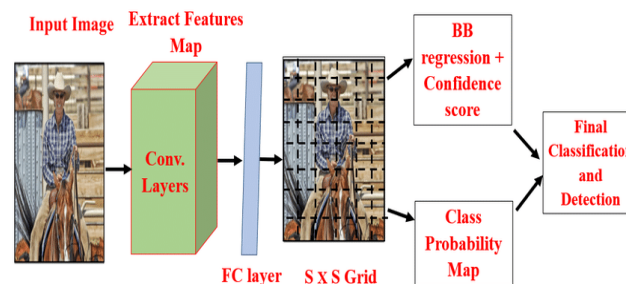 Input Image
Extract Features
Map
Conv.
Layers
FC layer
S X S Grid
BB
regression +
Confidence
score
Class
Probability
Map
Final
Classification
and
Detection